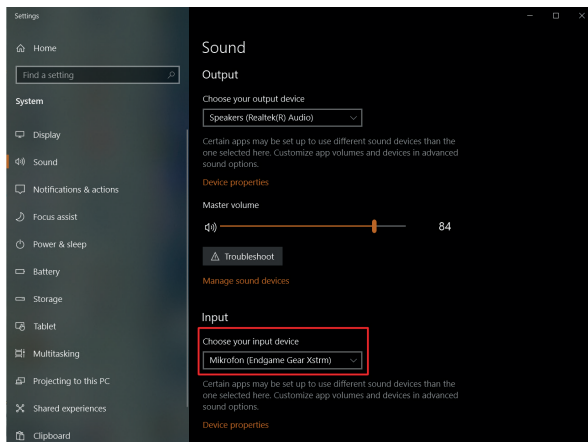 Settings
Home
Find a setting
System
Display
Sound
Notifications & actions
Focus assist
Power & sleep
Battery
Storage
Tablet
Multitasking
Projecting to this PC
Shared experiences
Clipboard
Sound
Output
Choose your output device
Speakers (Realtek(R) Audio)
Certain apps may be set up to use different sound devices than the
one selected here. Customize app volumes and devices in advanced
sound options.
Device properties
Master volume
84
Troubleshoot
Manage sound devices
Input
Choose your input device
Mikrofon (Endgame Gear Xstrm)
Certain apps may be set up to use different sound devices than the
one selected here. Customize app volumes and devices in advanced
sound options.
Device properties